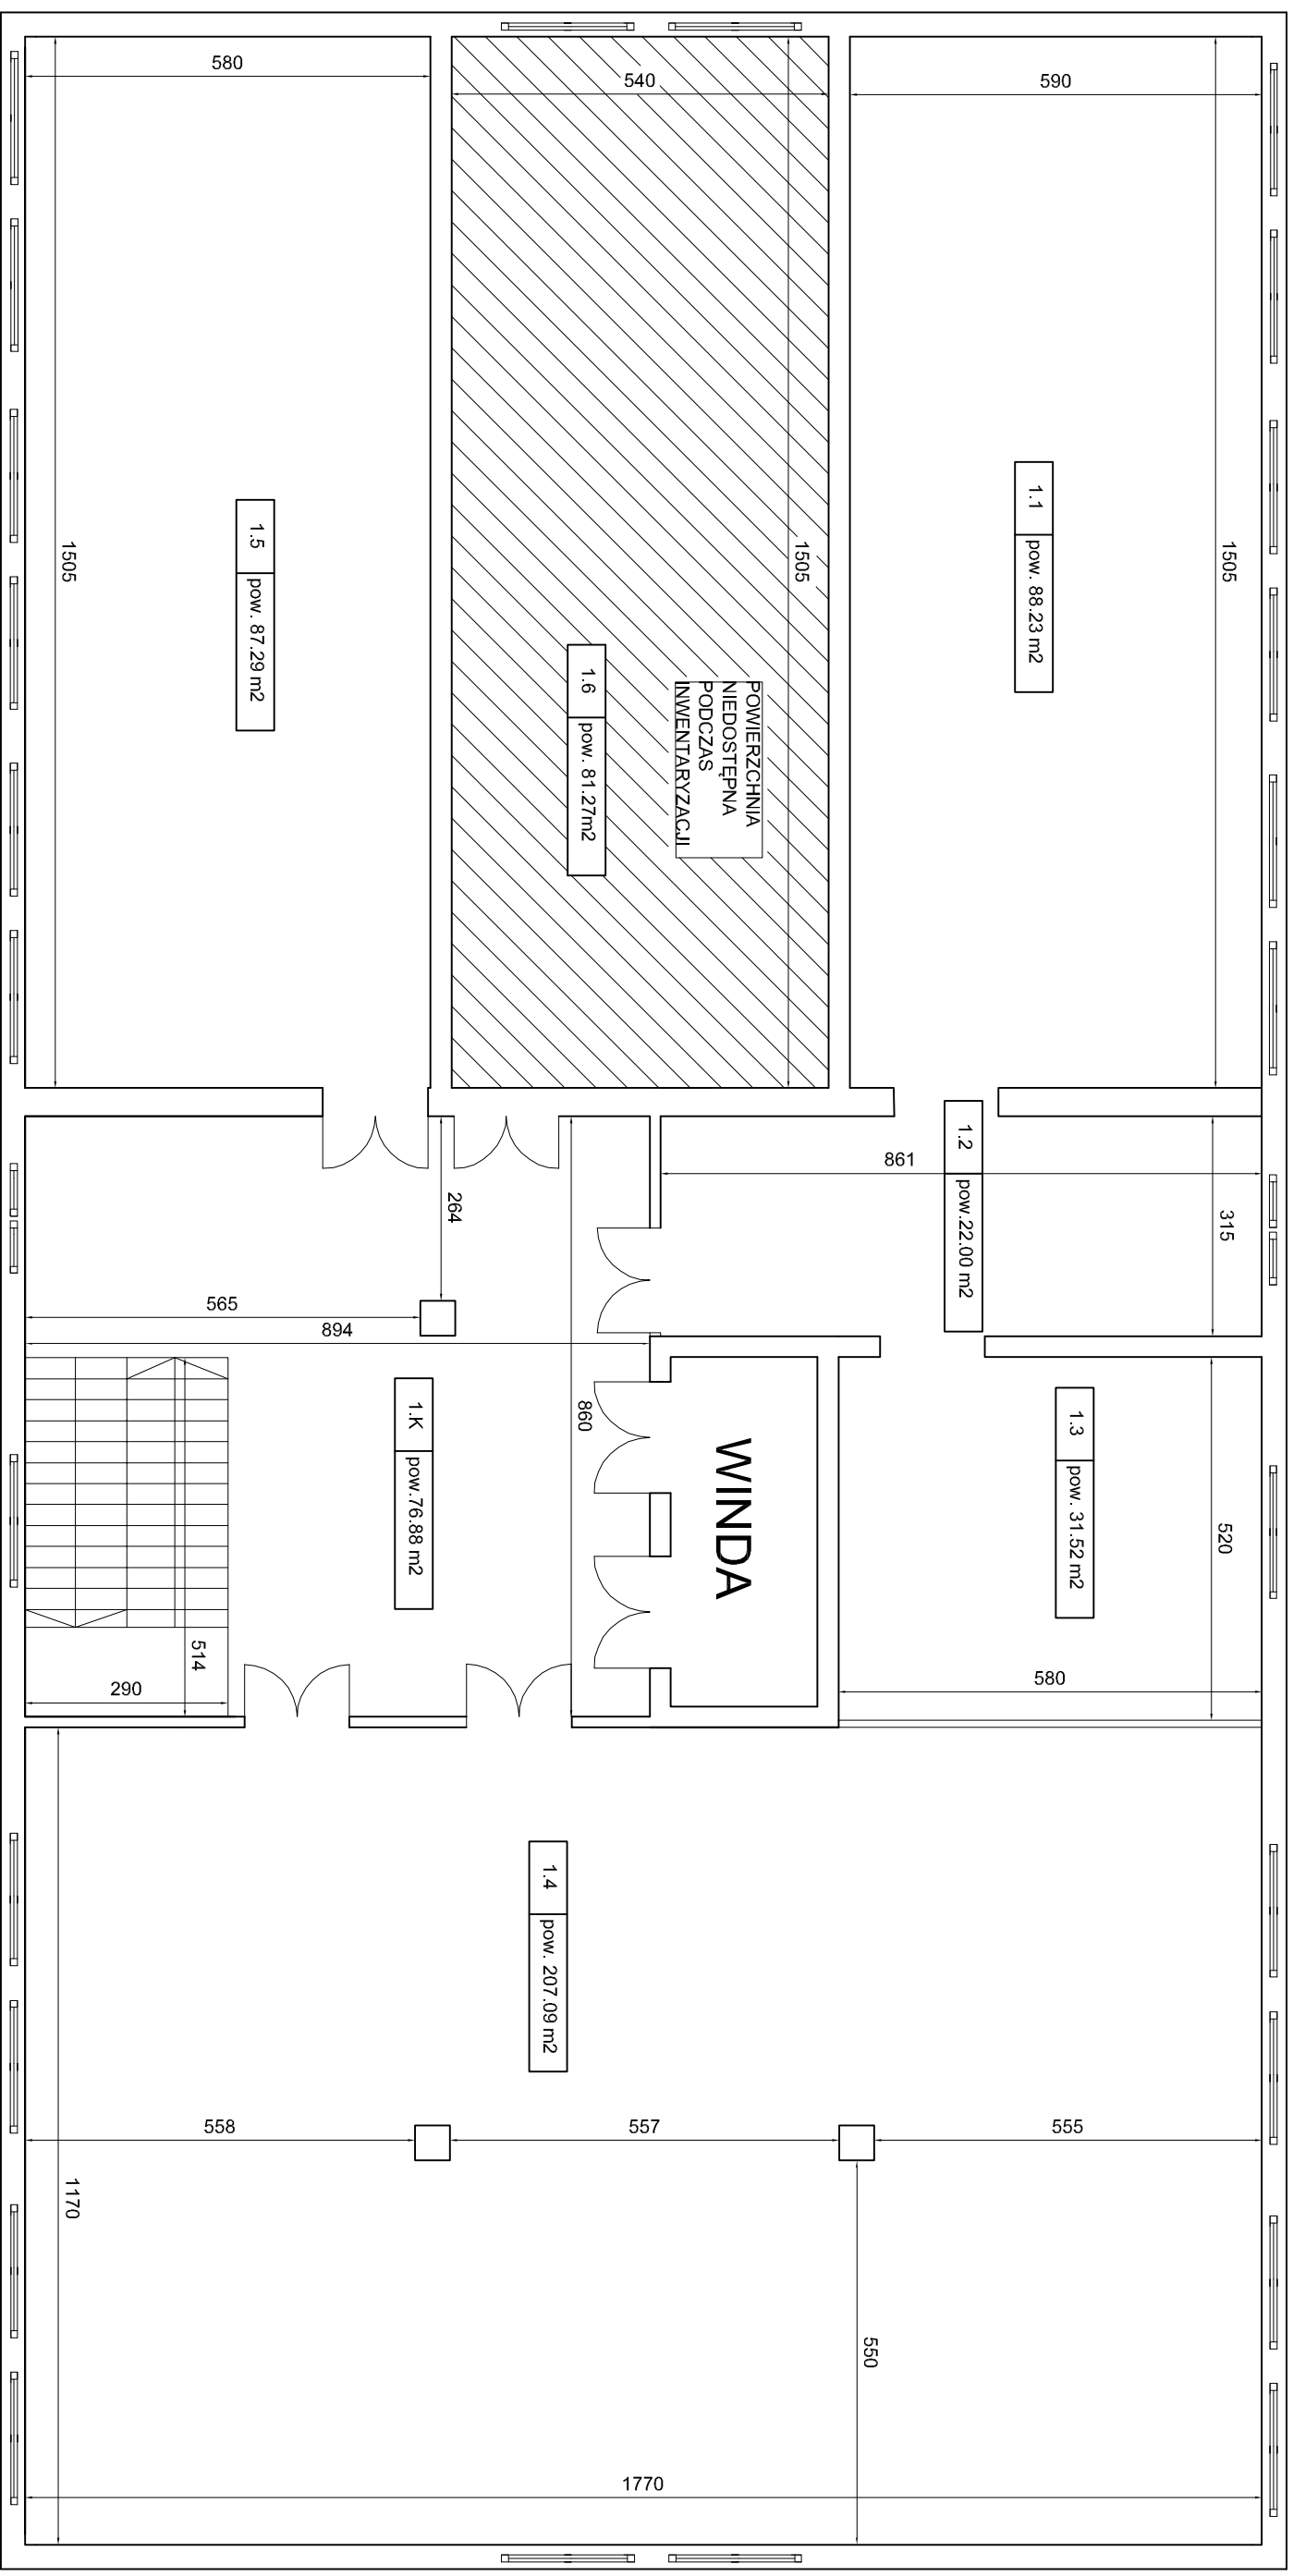 580
540
590
1505
1505
1505
1.1 pow. 88.23 m2
1.5 pow. 87.29 m2
1.6 pow. 81.27m2
POWIERZCHNIA
NIEDOSTĘPNA
PODCZAS
INWENTARYZACJI
1.2 pow.22.00 m2
861
315
264
565
894
860
1.K pow.76.88 m2
WINDA
1.3 pow. 31.52 m2
520
580
514
290
1.4 pow. 207.09 m2
558
557
555
1170
550
1770